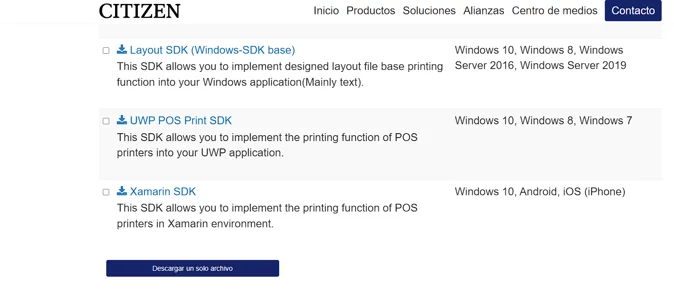 CITIZEN
Inicio Productos Soluciones Alianzas Centro de medios Contacto
Layout SDK (Windows-SDK base)
This SDK allows you to implement designed layout file base printing
function into your Windows application(Mainly text).
Windows 10, Windows 8, Windows
Server 2016, Windows Server 2019
UWP POS Print SDK
This SDK allows you to implement the printing function of POS
printers into your UWP application.
Windows 10, Windows 8, Windows 7
Xamarin SDK
This SDK allows you to implement the printing function of POS
printers in Xamarin environment.
Windows 10, Android, iOS (iPhone)
Descargar un solo archivo